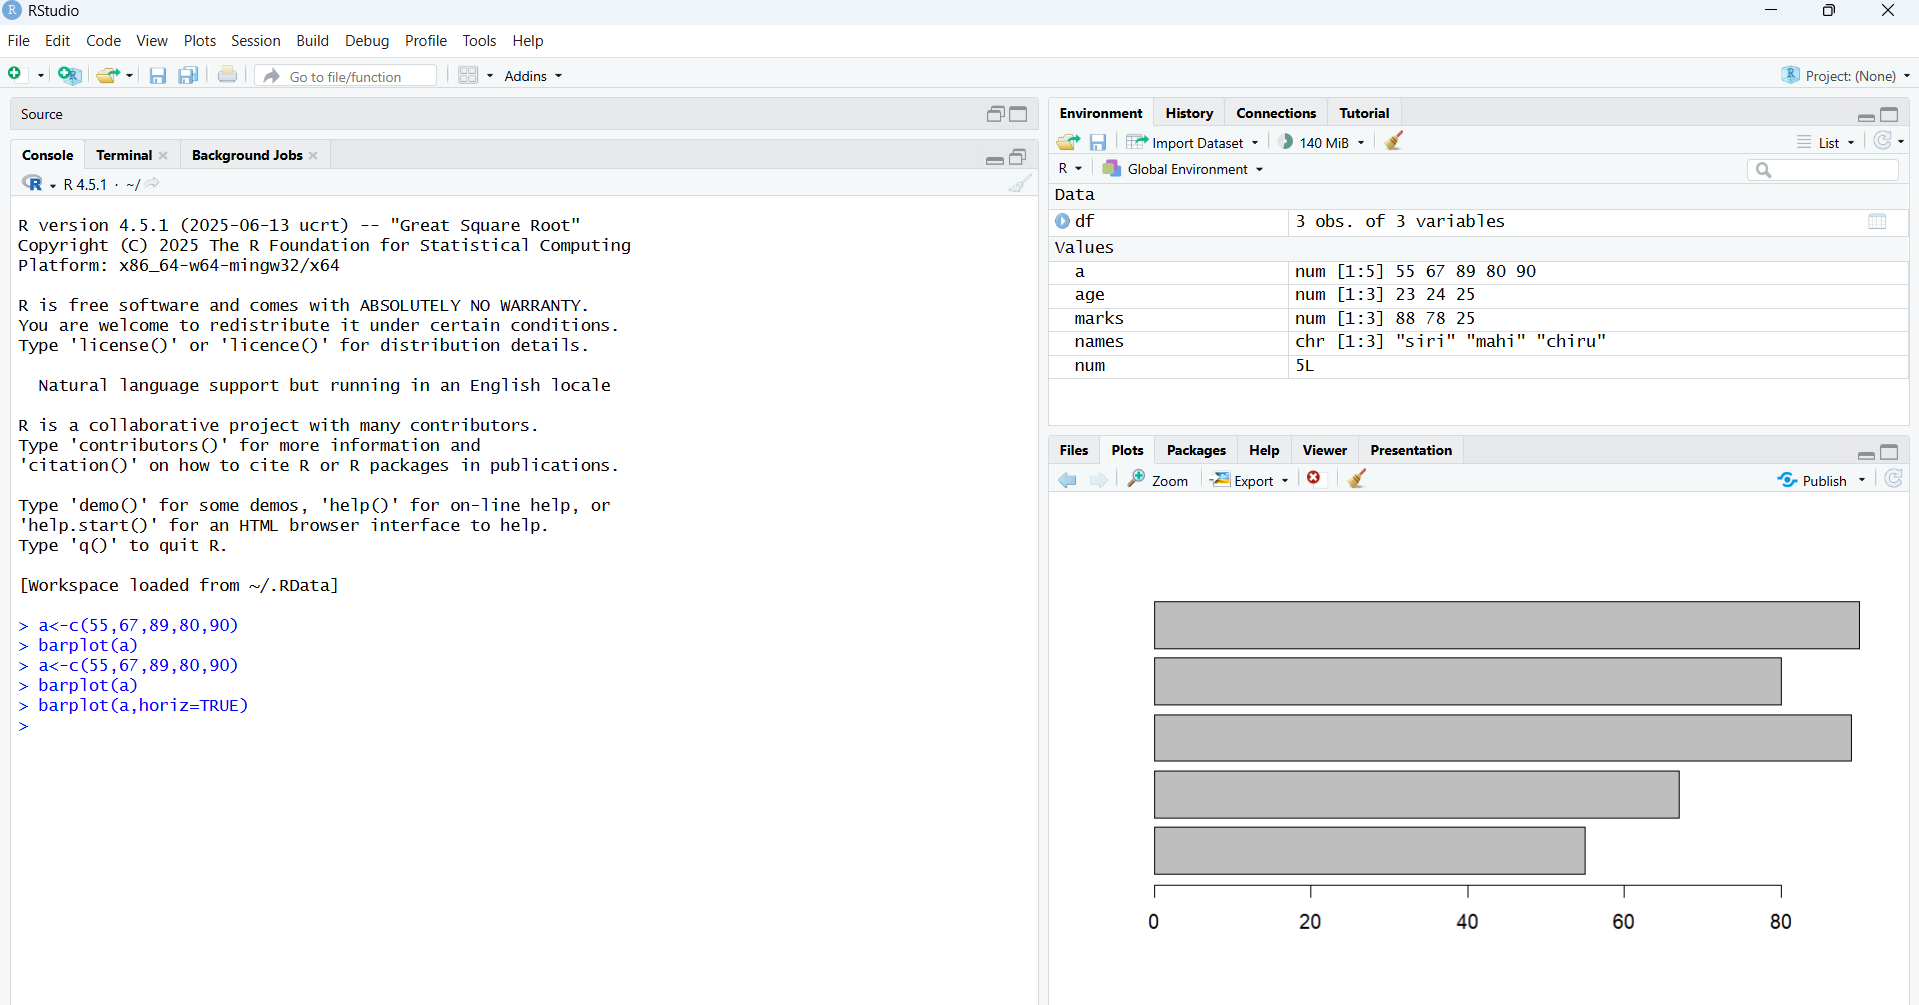 RStudio
File Edit Code View Plots Session Build Debug Profile Tools Help
Go to file/function Addins Project: (None)
Source
Console Terminal Background Jobs
R 4.5.1 · ~/
R version 4.5.1 (2025-06-13 ucrt) -- "Great Square Root"
Copyright (C) 2025 The R Foundation for Statistical Computing
Platform: x86_64-w64-mingw32/x64
R is free software and comes with ABSOLUTELY NO WARRANTY.
You are welcome to redistribute it under certain conditions.
Type 'license()' or 'licence()' for distribution details.
Natural language support but running in an English locale
R is a collaborative project with many contributors.
Type 'contributors()' for more information and
'citation()' on how to cite R or R packages in publications.
Type 'demo()' for some demos, 'help()' for on-line help, or
'help.start()' for an HTML browser interface to help.
Type 'q()' to quit R.
[Workspace loaded from ~/.RData]
> a<-c(55,67,89,80,90)
> barplot(a)
> a<-c(55,67,89,80,90)
> barplot(a)
> barplot(a,horiz=TRUE)
>
Environment History Connections Tutorial
Import Dataset 140 MiB List
R Global Environment
Data
df 3 obs. of 3 variables
Values
a num [1:5] 55 67 89 80 90
age num [1:3] 23 24 25
marks num [1:3] 88 78 25
names chr [1:3] "siri" "mahi" "chiru"
num 5L
Files Plots Packages Help Viewer Presentation
Zoom Export Publish
0 20 40 60 80